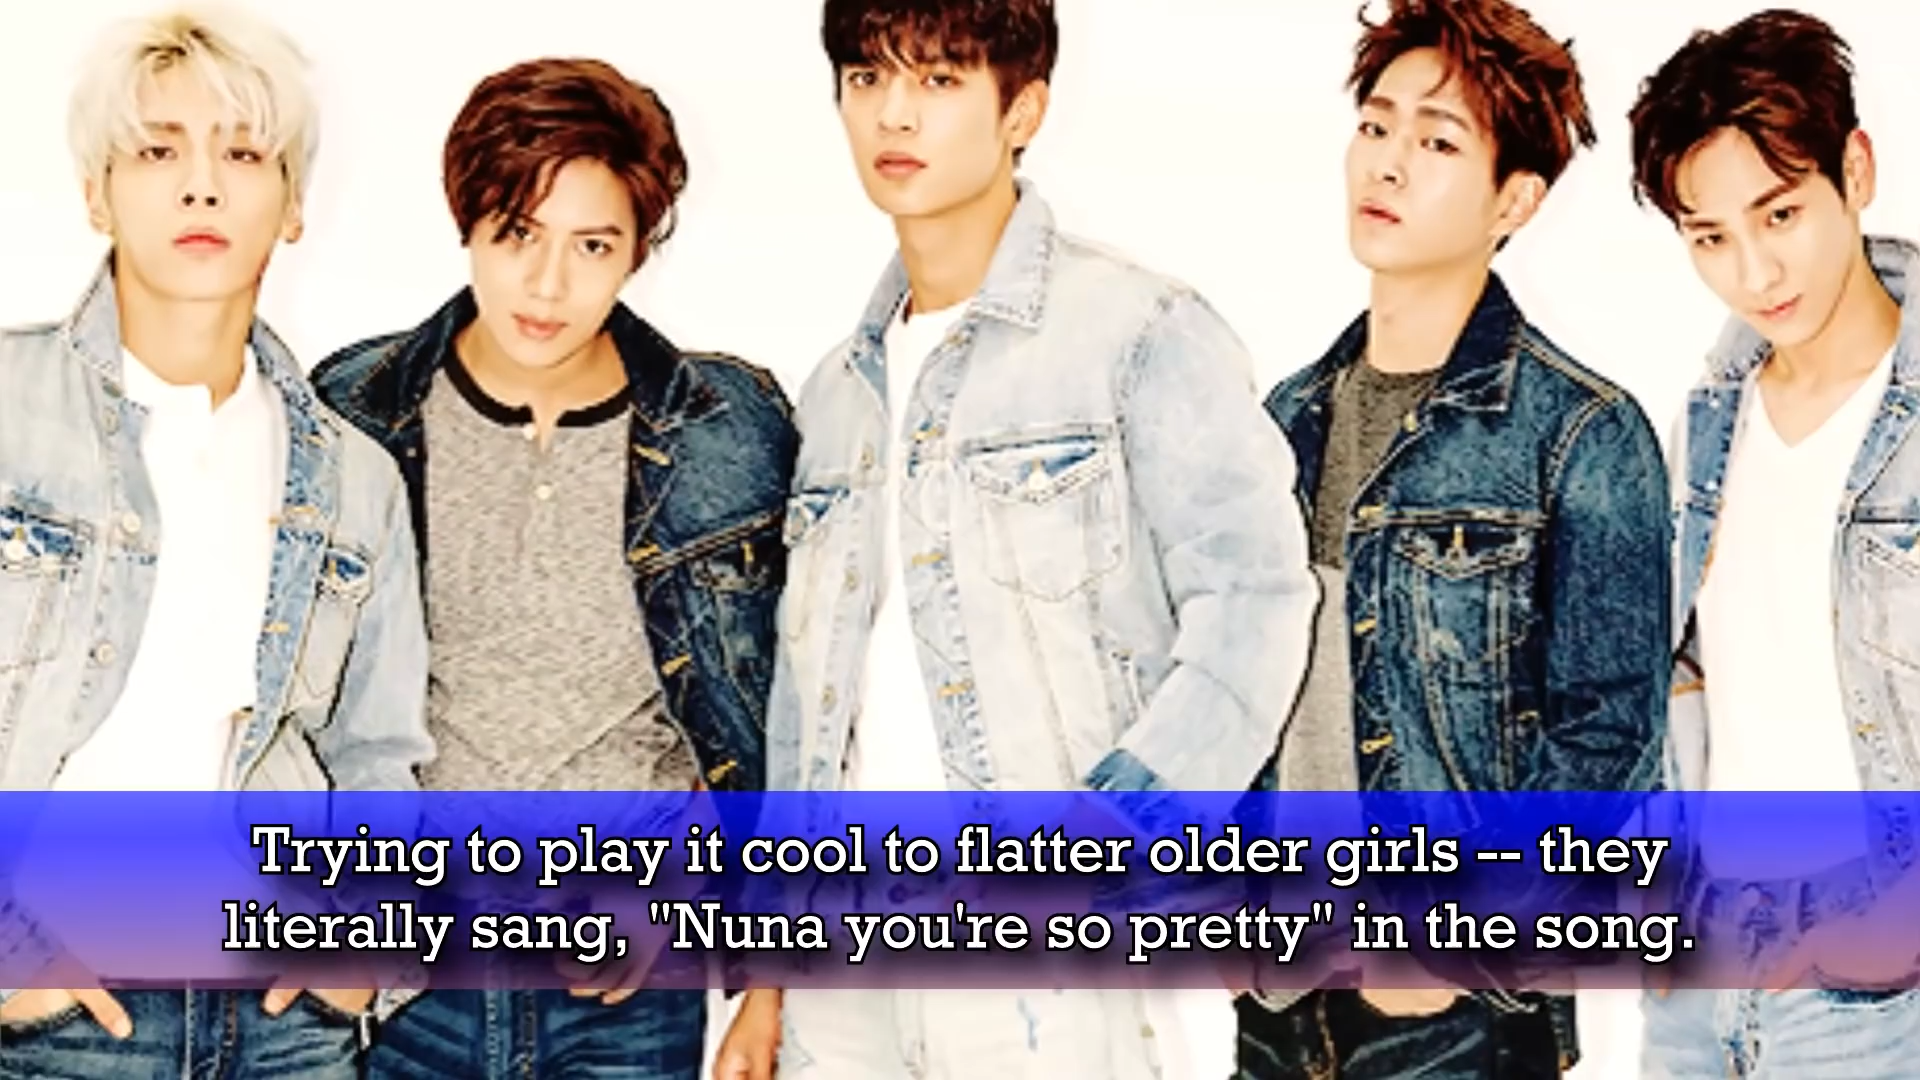 Trying to play it cool to flatter older girls -- they
literally sang, "Nuna you're so pretty" in the song.